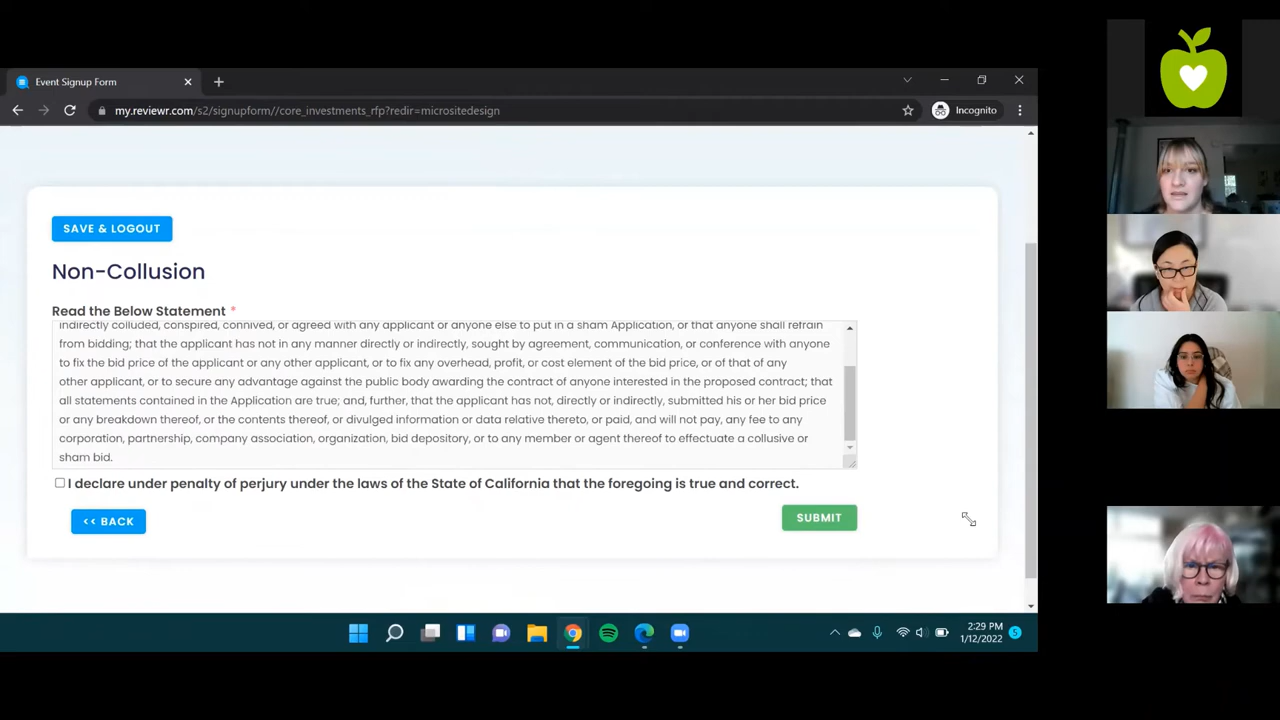 Event Signup Form
my.reviewr.com/s2/signupform//core_investments_rfp?redir=micrositedesign
Incognito
SAVE & LOGOUT
Non-Collusion
Read the Below Statement *
indirectly colluded, conspired, connived, or agreed with any applicant or anyone else to put in a sham Application, or that anyone shall refrain
from bidding; that the applicant has not in any manner directly or indirectly, sought by agreement, communication, or conference with anyone
to fix the bid price of the applicant or any other applicant, or to fix any overhead, profit, or cost element of the bid price, or of that of any
other applicant, or to secure any advantage against the public body awarding the contract of anyone interested in the proposed contract; that
all statements contained in the Application are true; and, further, that the applicant has not, directly or indirectly, submitted his or her bid price
or any breakdown thereof, or the contents thereof, or divulged information or data relative thereto, or paid, and will not pay, any fee to any
corporation, partnership, company association, organization, bid depository, or to any member or agent thereof to effectuate a collusive or
sham bid.
I declare under penalty of perjury under the laws of the State of California that the foregoing is true and correct.
<< BACK
SUBMIT
2:29 PM
1/12/2022
5